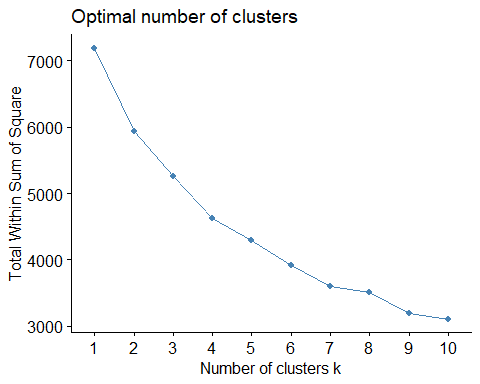 Optimal number of clusters
Total Within Sum of Square
7000
6000
5000
4000
3000
1 2 3 4 5 6 7 8 9 10
Number of clusters k